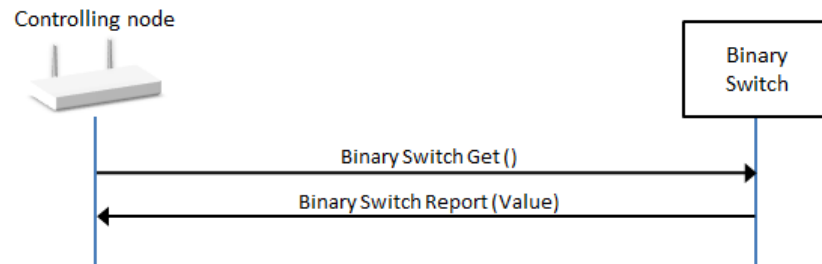 Controlling node
Binary
Switch
Binary Switch Get ()
Binary Switch Report (Value)